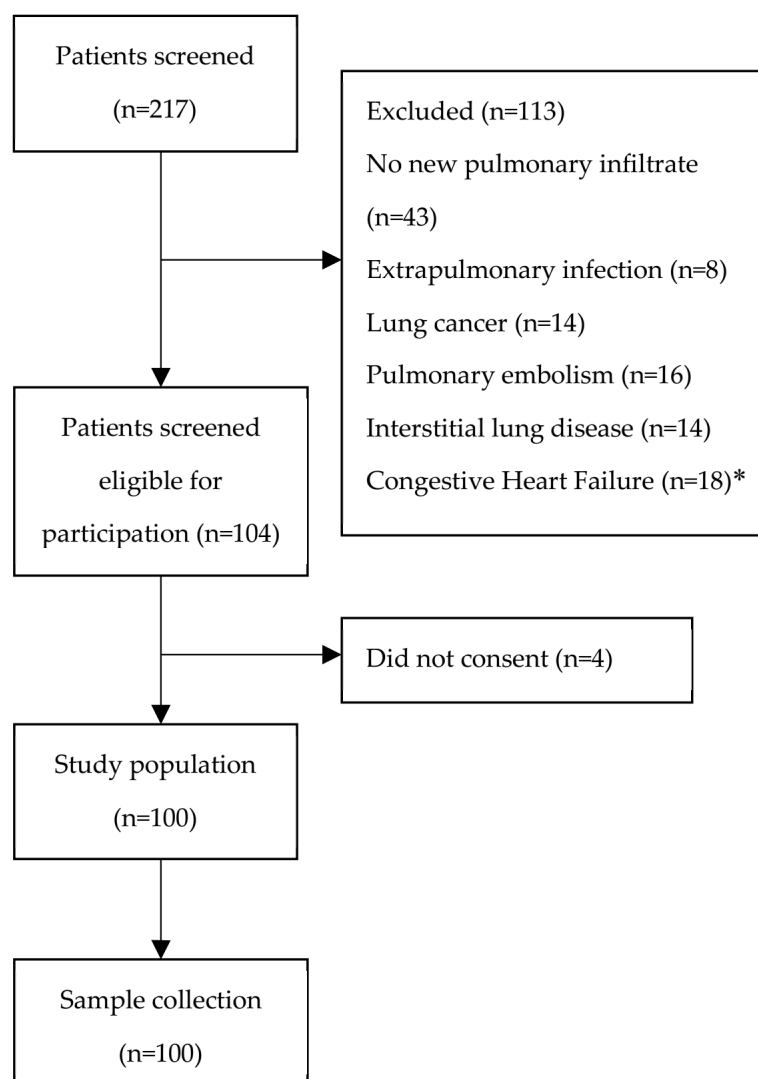 Patients screened
(n=217)
Excluded (n=113)
No new pulmonary infiltrate
(n=43)
Extrapulmonary infection (n=8)
Lung cancer (n=14)
Pulmonary embolism (n=16)
Interstitial lung disease (n=14)
Congestive Heart Failure (n=18)*
Patients screened
eligible for
participation (n=104)
Did not consent (n=4)
Study population
(n=100)
Sample collection
(n=100)